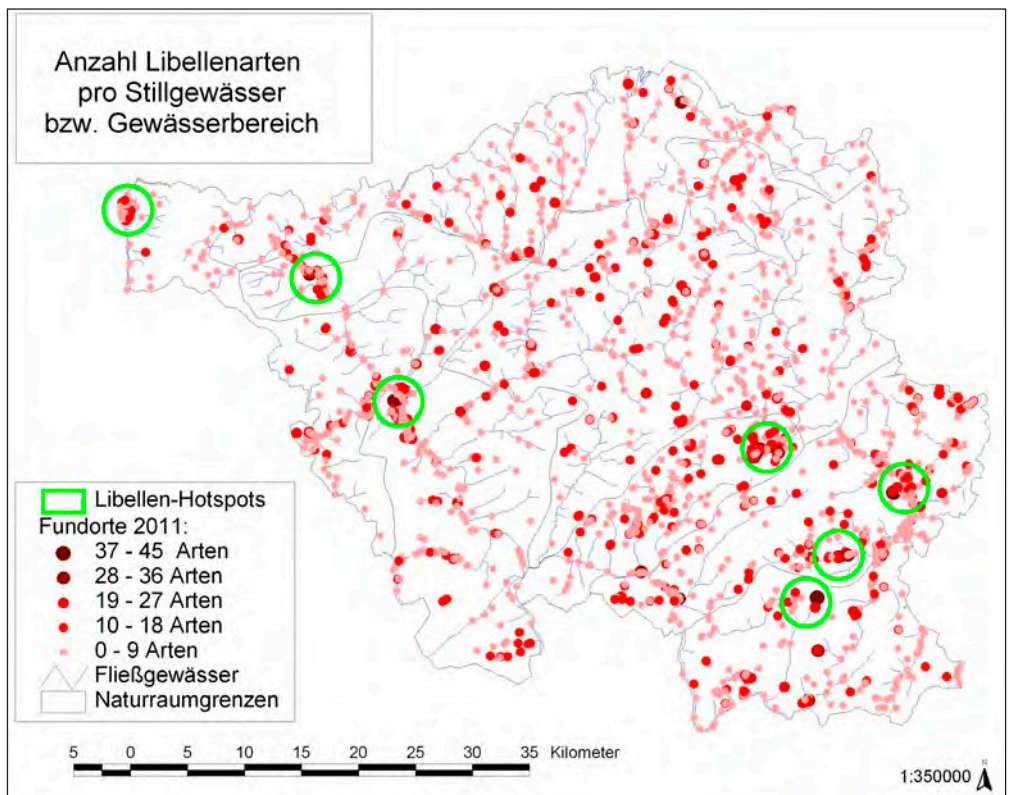 Anzahl Libellenarten
pro Stillgewässer
bzw. Gewässerbereich
Libellen-Hotspots
Fundorte 2011:
37 - 45 Arten
28 - 36 Arten
19 - 27 Arten
10 - 18 Arten
0 - 9 Arten
Fließgewässer
Naturraumgrenzen
5 0 5 10 15 20 25 30 35 Kilometer
1:350000
N